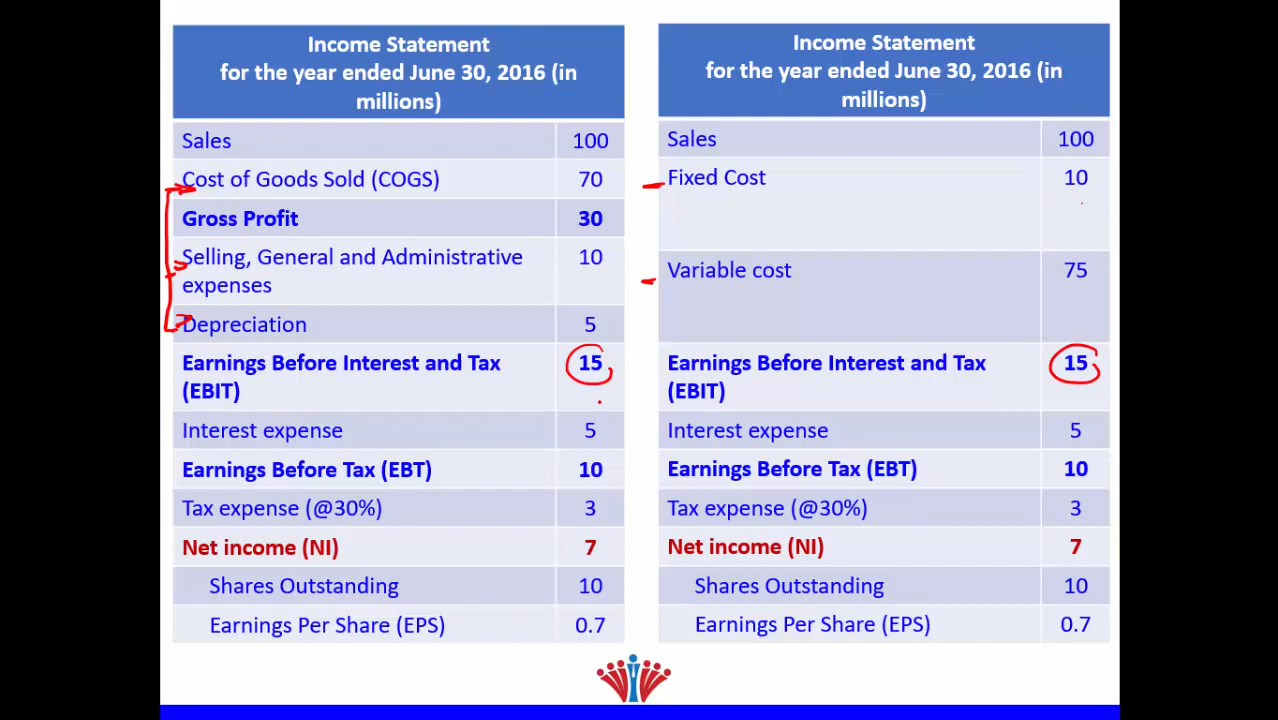 Income Statement
for the year ended June 30, 2016 (in
millions)
Sales 100
Cost of Goods Sold (COGS) 70
Gross Profit 30
Selling, General and Administrative 10
expenses
Depreciation 5
Earnings Before Interest and Tax 15
(EBIT)
Interest expense 5
Earnings Before Tax (EBT) 10
Tax expense (@30%) 3
Net income (NI) 7
Shares Outstanding 10
Earnings Per Share (EPS) 0.7
Income Statement
for the year ended June 30, 2016 (in
millions)
Sales 100
Fixed Cost 10
Variable cost 75
Earnings Before Interest and Tax 15
(EBIT)
Interest expense 5
Earnings Before Tax (EBT) 10
Tax expense (@30%) 3
Net income (NI) 7
Shares Outstanding 10
Earnings Per Share (EPS) 0.7